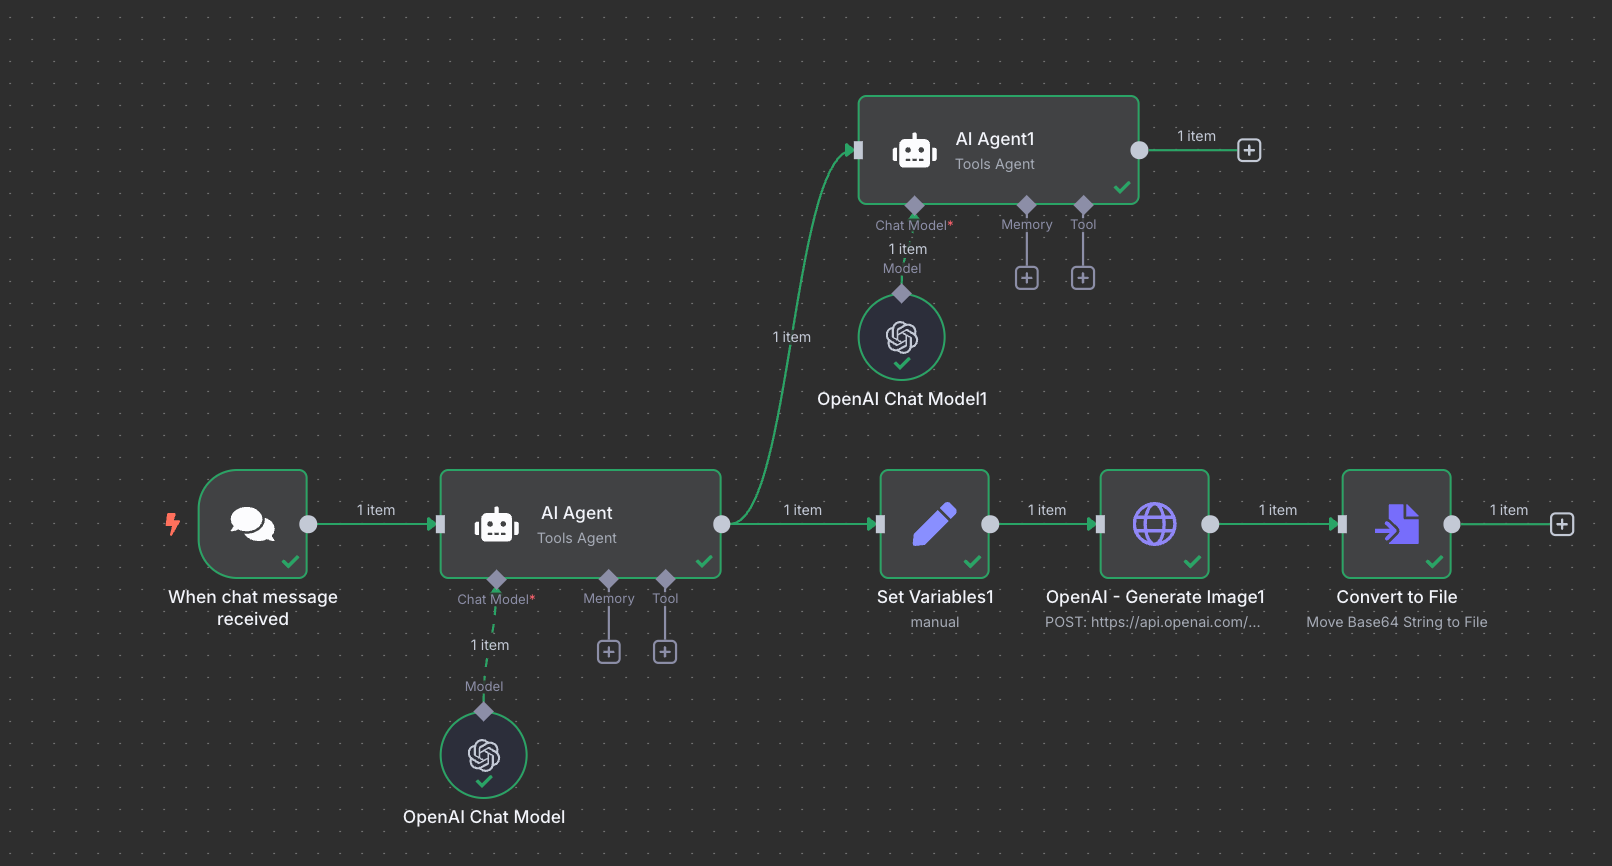 AI Agent1
Tools Agent
1 item
Chat Model*
Memory
Tool
1 item
Model
1 item
OpenAI Chat Model1
When chat message
received
1 item
AI Agent
Tools Agent
Chat Model*
Memory
Tool
1 item
Model
OpenAI Chat Model
1 item
Set Variables1
manual
1 item
OpenAI - Generate Image1
POST: https://api.openai.com/...
1 item
Convert to File
Move Base64 String to File
1 item